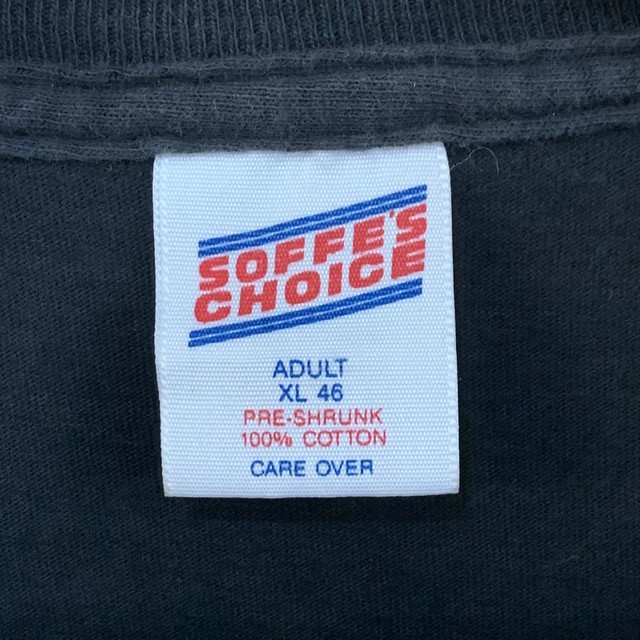 SOFFE'S
CHOICE
ADULT
XL 46
PRE-SHRUNK
100% COTTON
CARE OVER